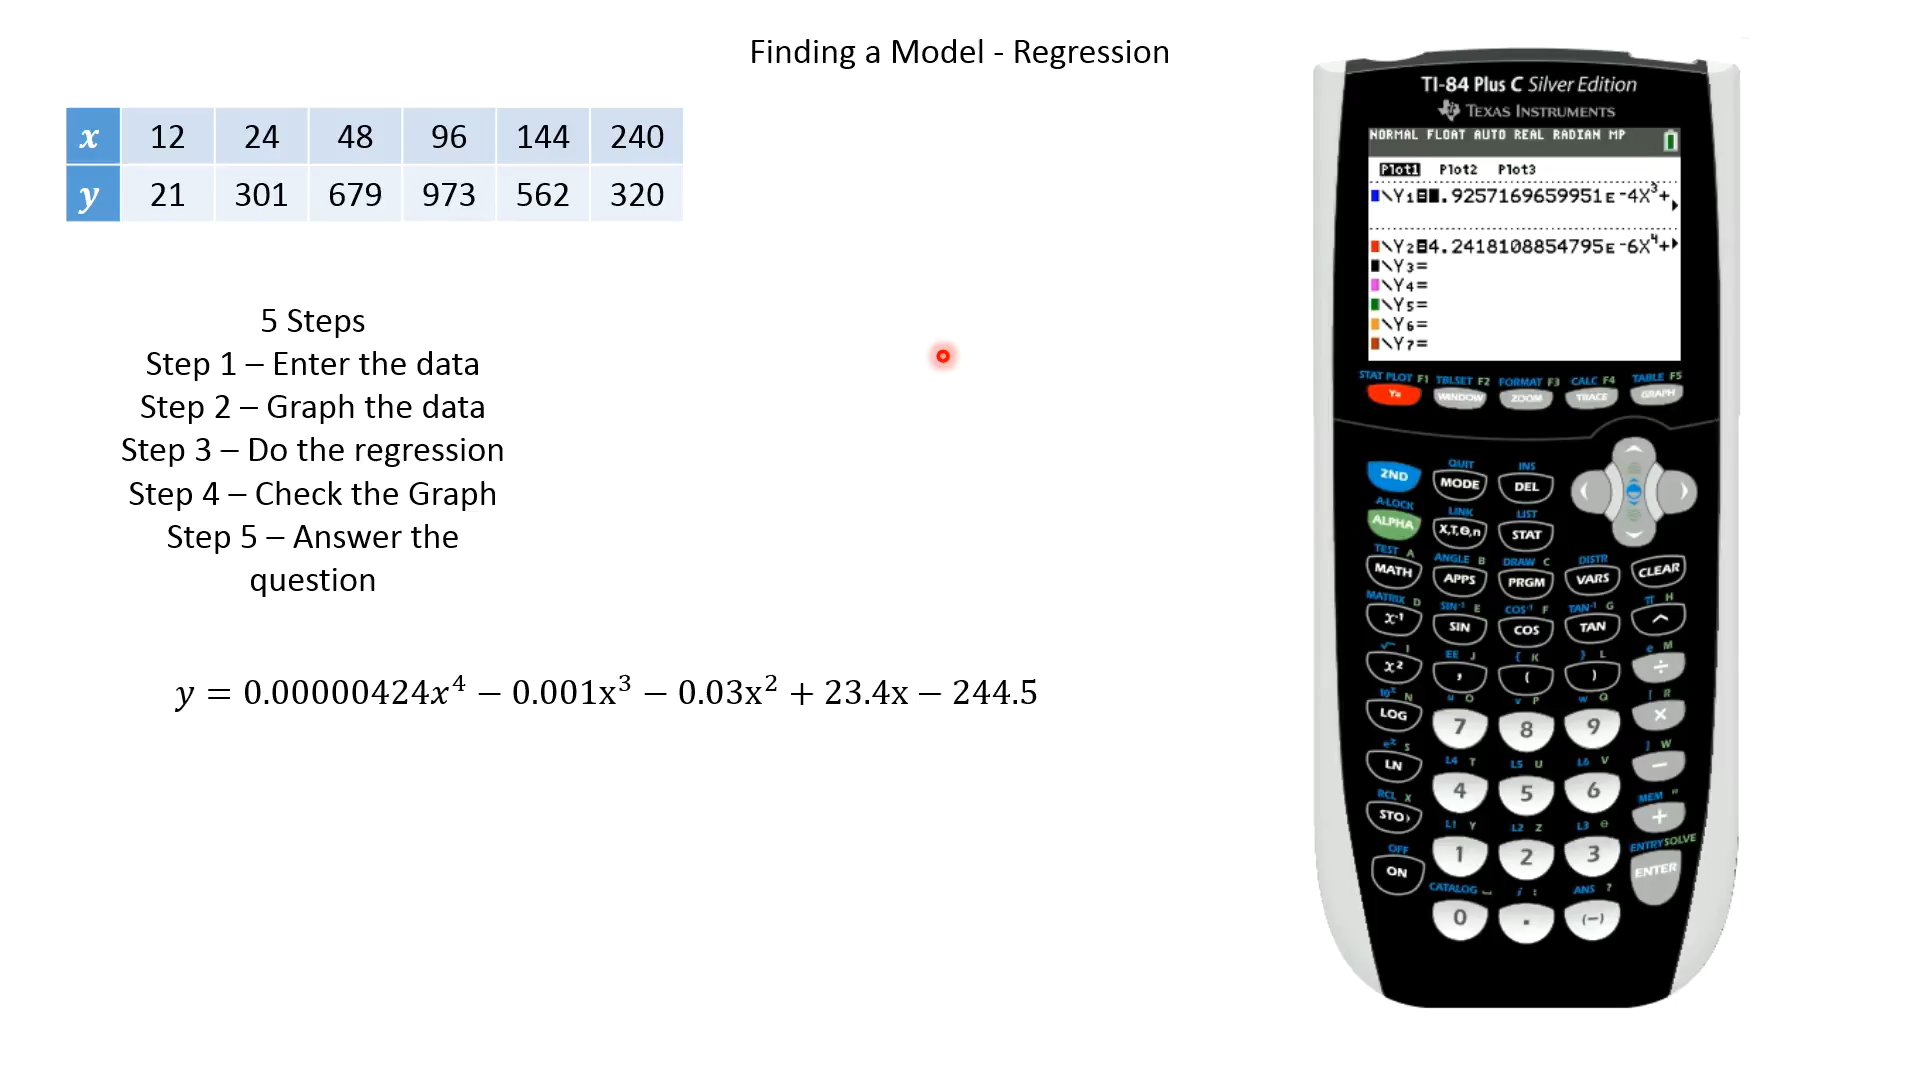 Finding a Model - Regression
x 12 24 48 96 144 240
y 21 301 679 973 562 320
5 Steps
Step 1 – Enter the data
Step 2 – Graph the data
Step 3 – Do the regression
Step 4 – Check the Graph
Step 5 – Answer the
question
y = 0.00000424x⁴ − 0.001x³ − 0.03x² + 23.4x − 244.5
TI-84 Plus C Silver Edition
TEXAS INSTRUMENTS
NORMAL FLOAT AUTO REAL RADIAN MP
Plot1 Plot2 Plot3
\Y₁=.9257169659951ᴇ-4X³+
\Y₂=4.2418108854795ᴇ-6X⁴+
\Y₃=
\Y₄=
\Y₅=
\Y₆=
\Y₇=
STAT PLOT F1 TBLSET F2 FORMAT F3 CALC F4 TABLE F5
Y= WINDOW ZOOM TRACE GRAPH
QUIT INS
2ND MODE DEL
A-LOCK LINK LIST
ALPHA X,T,Θ,n STAT
TEST A ANGLE B DRAW C DISTR
MATH APPS PRGM VARS CLEAR
MATRIX D SIN⁻¹ E COS⁻¹ F TAN⁻¹ G π H
x⁻¹ SIN COS TAN ^
√ I EE J { K } L e M
x² , ( ) ÷
10ˣ N u O v P w Q [ R
LOG 7 8 9 ×
eˣ S L4 T L5 U L6 V ] W
LN 4 5 6 −
RCL X L1 Y L2 Z L3 θ MEM "
STO› 1 2 3 +
OFF CATALOG i : ANS ? ENTRY SOLVE
ON 0 . (−) ENTER